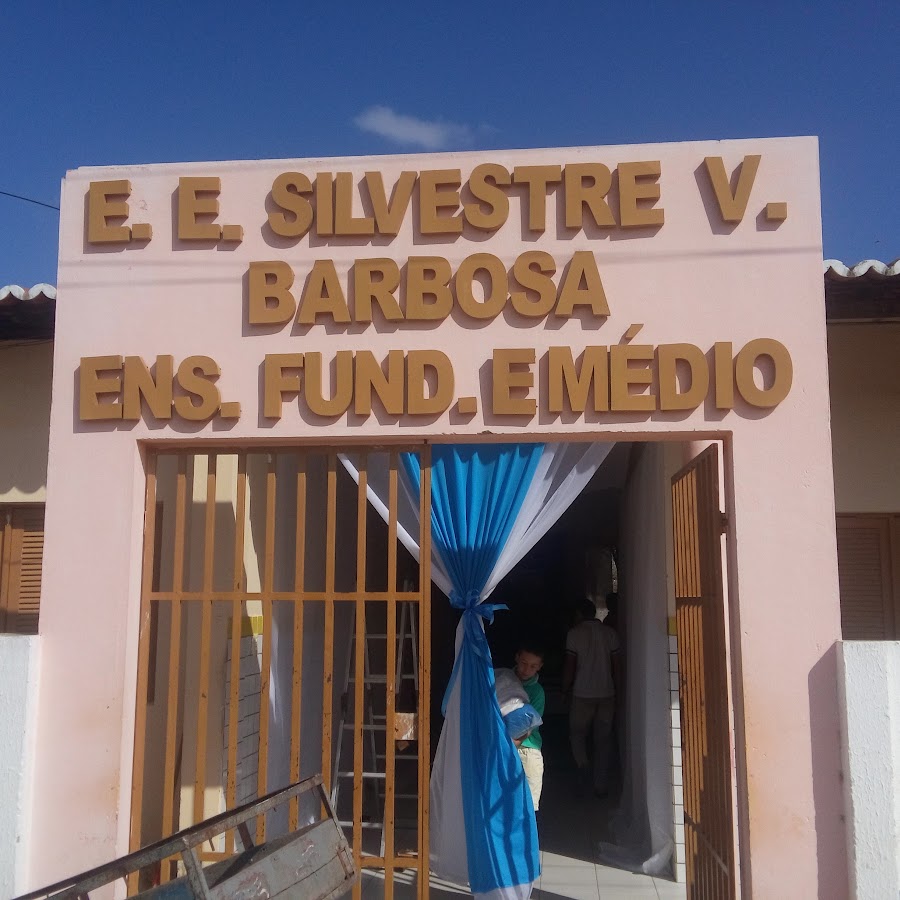 E. E. SILVESTRE V.
BARBOSA
ENS. FUND. E MÉDIO